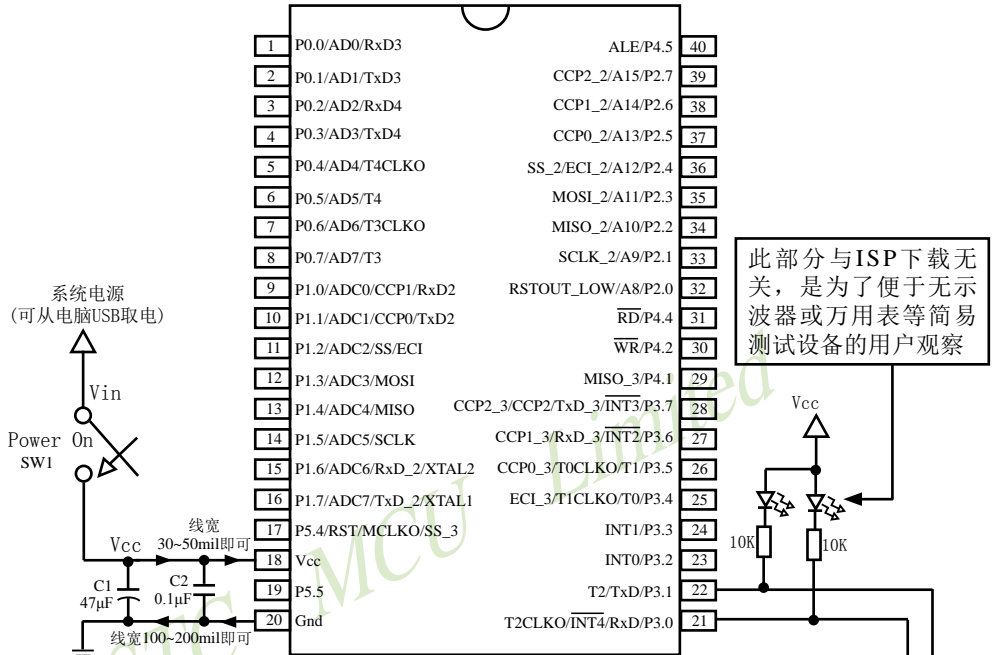 1 P0.0/AD0/RxD3
2 P0.1/AD1/TxD3
3 P0.2/AD2/RxD4
4 P0.3/AD3/TxD4
5 P0.4/AD4/T4CLKO
6 P0.5/AD5/T4
7 P0.6/AD6/T3CLKO
8 P0.7/AD7/T3
9 P1.0/ADC0/CCP1/RxD2
10 P1.1/ADC1/CCP0/TxD2
11 P1.2/ADC2/SS/ECI
12 P1.3/ADC3/MOSI
13 P1.4/ADC4/MISO
14 P1.5/ADC5/SCLK
15 P1.6/ADC6/RxD_2/XTAL2
16 P1.7/ADC7/TxD_2/XTAL1
17 P5.4/RST/MCLKO/SS_3
18 Vcc
19 P5.5
20 Gnd
ALE/P4.5 40
CCP2_2/A15/P2.7 39
CCP1_2/A14/P2.6 38
CCP0_2/A13/P2.5 37
SS_2/ECI_2/A12/P2.4 36
MOSI_2/A11/P2.3 35
MISO_2/A10/P2.2 34
SCLK_2/A9/P2.1 33
RSTOUT_LOW/A8/P2.0 32
RD/P4.4 31
WR/P4.2 30
MISO_3/P4.1 29
CCP2_3/CCP2/TxD_3/INT3/P3.7 28
CCP1_3/RxD_3/INT2/P3.6 27
CCP0_3/T0CLKO/T1/P3.5 26
ECI_3/T1CLKO/T0/P3.4 25
INT1/P3.3 24
INT0/P3.2 23
T2/TxD/P3.1 22
T2CLKO/INT4/RxD/P3.0 21
系统电源
(可从电脑USB取电)
Vin
Power On
SW1
Vcc
线宽
30~50mil即可
C1
47μF
C2
0.1μF
线宽100~200mil即可
此部分与ISP下载无
关，是为了便于无示
波器或万用表等简易
测试设备的用户观察
Vcc
10K
10K
STC MCU Limited